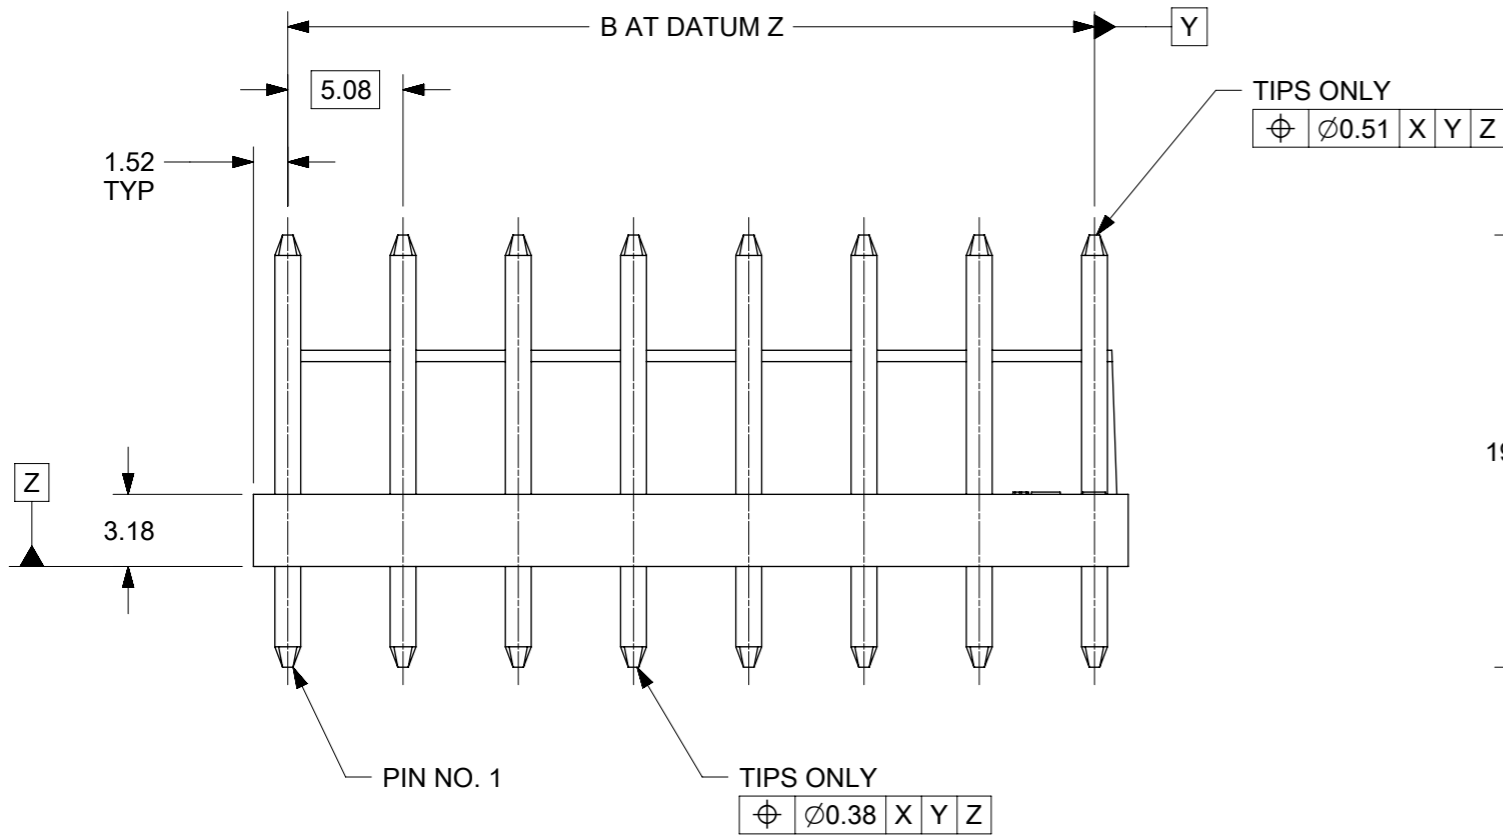 B AT DATUM Z
Y
5.08
TIPS ONLY
⌖ ∅0.51 X Y Z
1.52
TYP
Z
3.18
19
PIN NO. 1
TIPS ONLY
⌖ ∅0.38 X Y Z